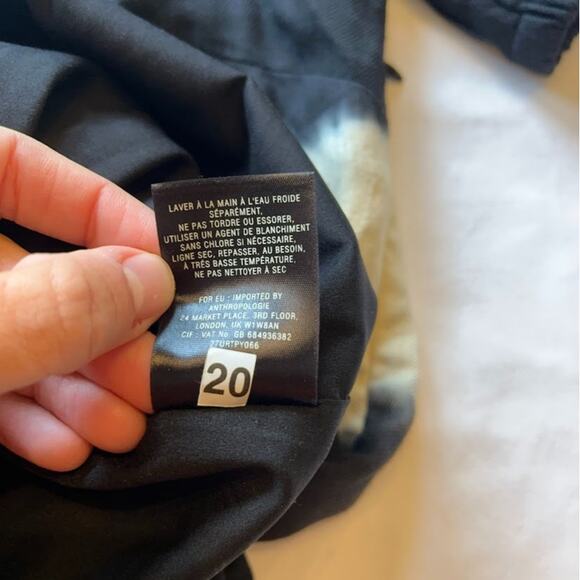 LAVER À LA MAIN À L'EAU FROIDE
SÉPARÉMENT,
NE PAS TORDRE OU ESSORER,
UTILISER UN AGENT DE BLANCHIMENT
SANS CHLORE SI NÉCESSAIRE,
LIGNE SEC, REPASSER, AU BESOIN,
À TRÈS BASSE TEMPÉRATURE,
NE PAS NETTOYER À SEC
FOR EU : IMPORTED BY
ANTHROPOLOGIE
24 MARKET PLACE, 3RD FLOOR,
LONDON, UK W1W8AN
CIF : VAT No. GB 684936382
77URTPY066
20